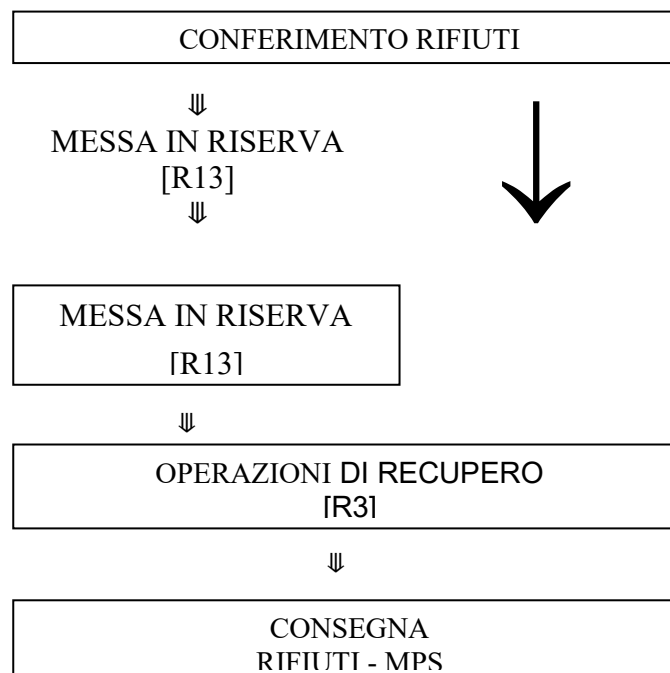 CONFERIMENTO RIFIUTI
⤋
MESSA IN RISERVA
[R13]
⤋
MESSA IN RISERVA
[R13]
⤋
OPERAZIONI DI RECUPERO
[R3]
⤋
CONSEGNA
RIFIUTI - MPS